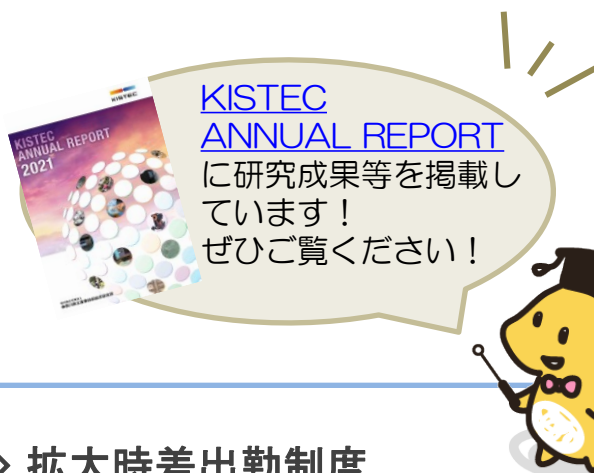 KISTEC
KISTEC
ANNUAL REPORT
2021
KISTEC
ANNUAL REPORT
に研究成果等を掲載し
ています！
ぜひご覧ください！
拡大時差出勤制度